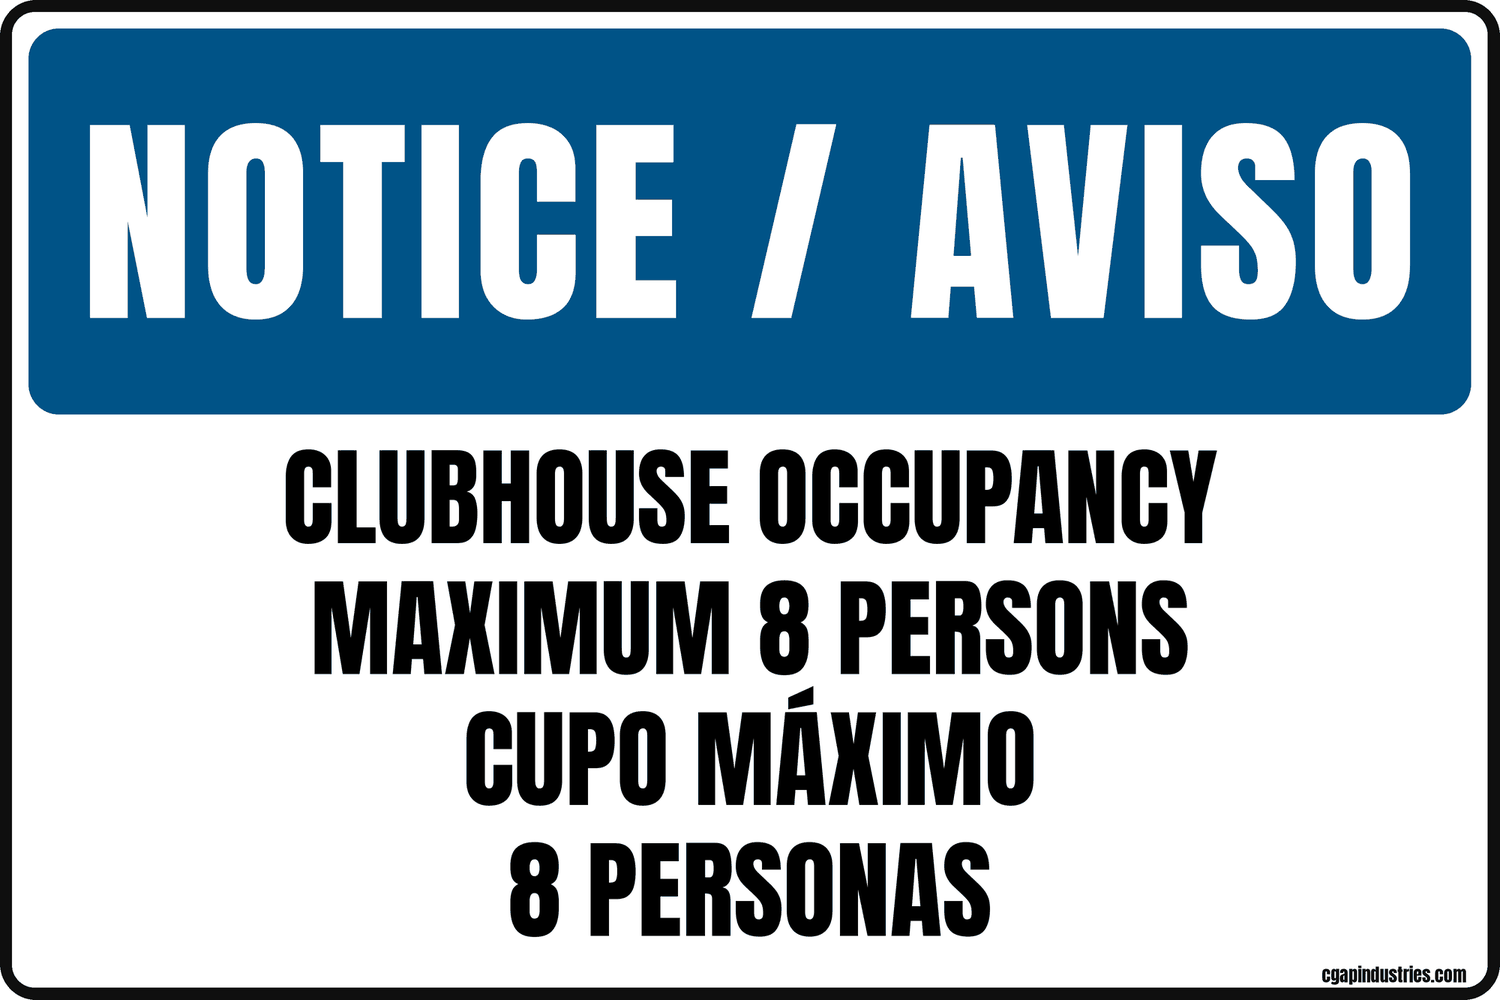 NOTICE / AVISO
CLUBHOUSE OCCUPANCY
MAXIMUM 8 PERSONS
CUPO MÁXIMO
8 PERSONAS
cgapindustries.com